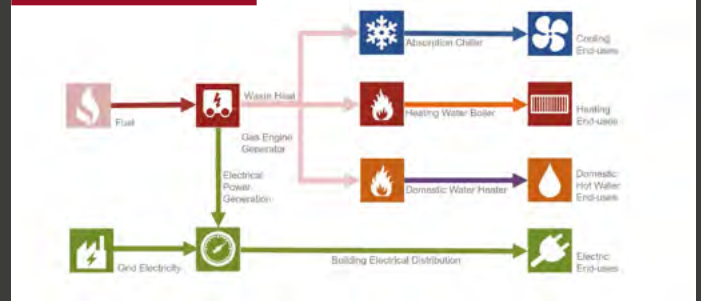 Absorption Chiller
Cooling
End-uses
Waste Heat
Fuel
Heating Water Boiler
Heating
End-uses
Gas Engine
Generator
Electrical
Power
Generation
Domestic Water Heater
Domestic
Hot Water
End-uses
Grid Electricity
Building Electrical Distribution
Electric
End-uses